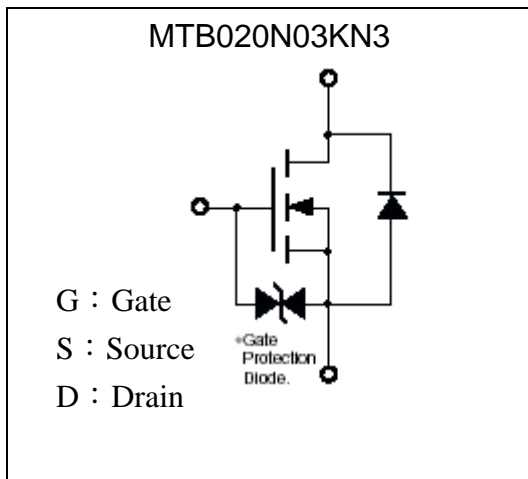 MTB020N03KN3
G：Gate
S：Source
D：Drain
*Gate
Protection
Diode.